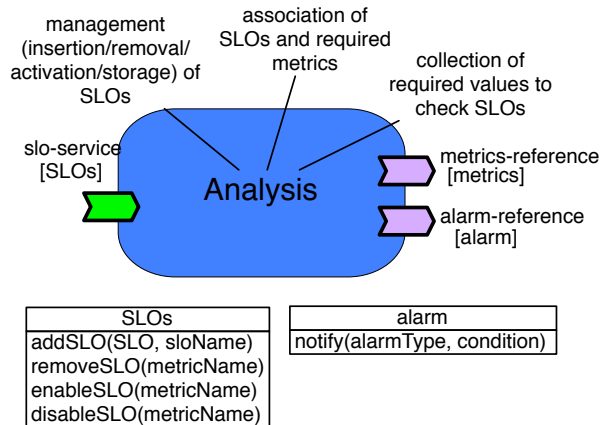 management
(insertion/removal/
activation/storage) of
SLOs
association of
SLOs and required
metrics
collection of
required values to
check SLOs
slo-service
[SLOs]
Analysis
metrics-reference
[metrics]
alarm-reference
[alarm]
SLOs
addSLO(SLO, sloName)
removeSLO(metricName)
enableSLO(metricName)
disableSLO(metricName)
alarm
notify(alarmType, condition)